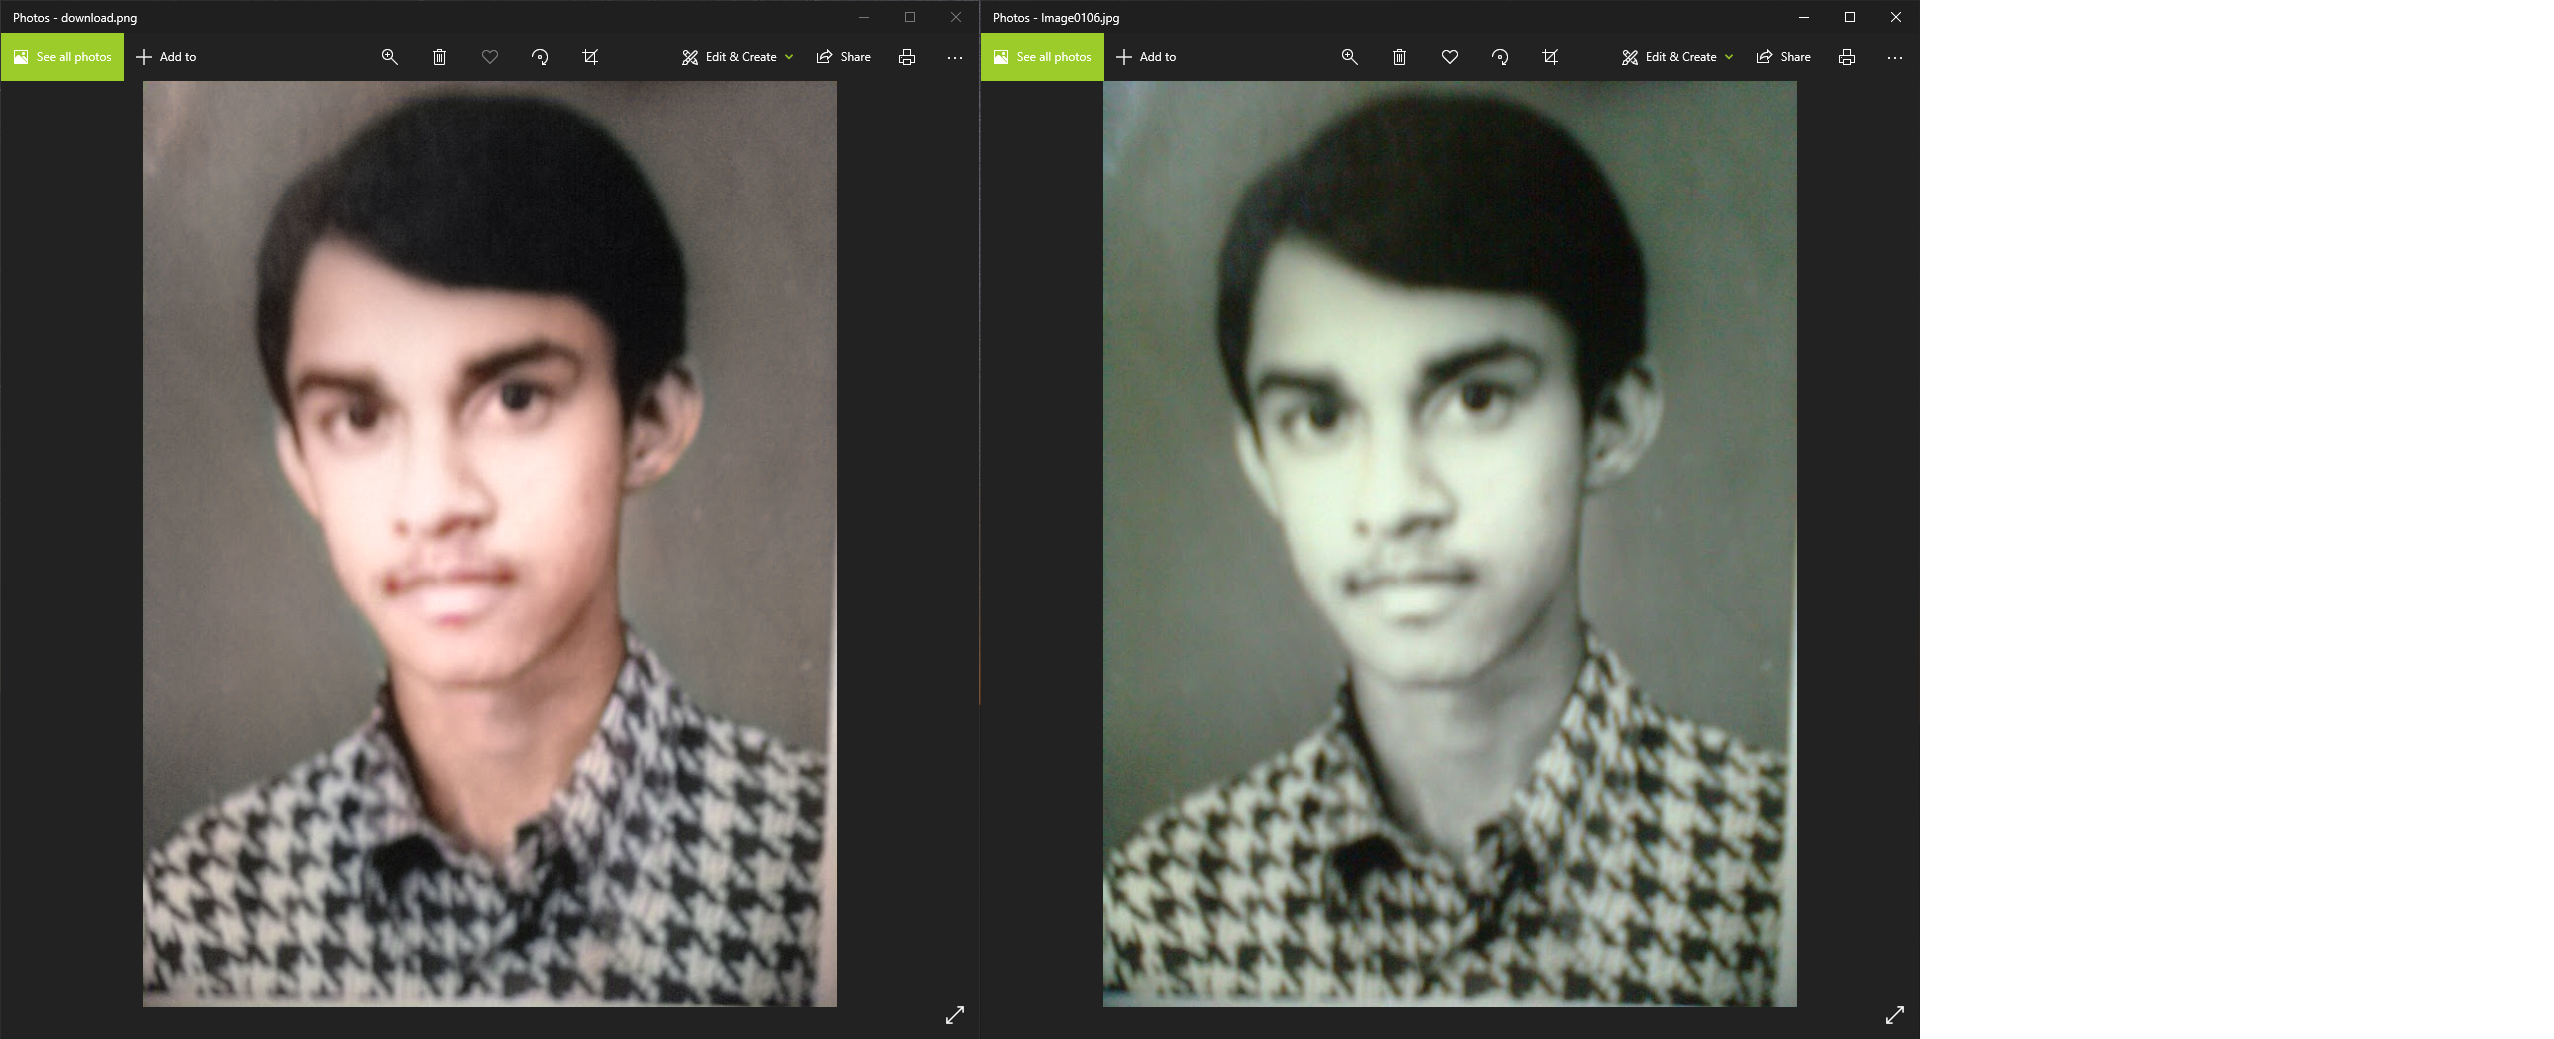 Photos - download.png
See all photos
Add to
Edit & Create
Share
Photos - Image0106.jpg
See all photos
Add to
Edit & Create
Share